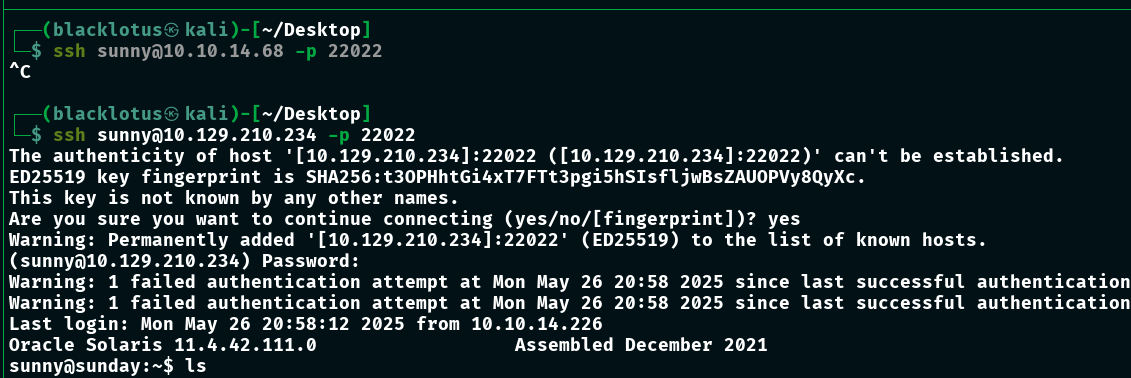 ┌──(blacklotus㉿kali)-[~/Desktop]
└─$ ssh sunny@10.10.14.68 -p 22022
^C
┌──(blacklotus㉿kali)-[~/Desktop]
└─$ ssh sunny@10.129.210.234 -p 22022
The authenticity of host '[10.129.210.234]:22022 ([10.129.210.234]:22022)' can't be established.
ED25519 key fingerprint is SHA256:t3OPHhtGi4xT7FTt3pgi5hSIsfljwBsZAUOPVy8QyXc.
This key is not known by any other names.
Are you sure you want to continue connecting (yes/no/[fingerprint])? yes
Warning: Permanently added '[10.129.210.234]:22022' (ED25519) to the list of known hosts.
(sunny@10.129.210.234) Password:
Warning: 1 failed authentication attempt at Mon May 26 20:58 2025 since last successful authentication
Warning: 1 failed authentication attempt at Mon May 26 20:58 2025 since last successful authentication
Last login: Mon May 26 20:58:12 2025 from 10.10.14.226
Oracle Solaris 11.4.42.111.0 Assembled December 2021
sunny@sunday:~$ ls